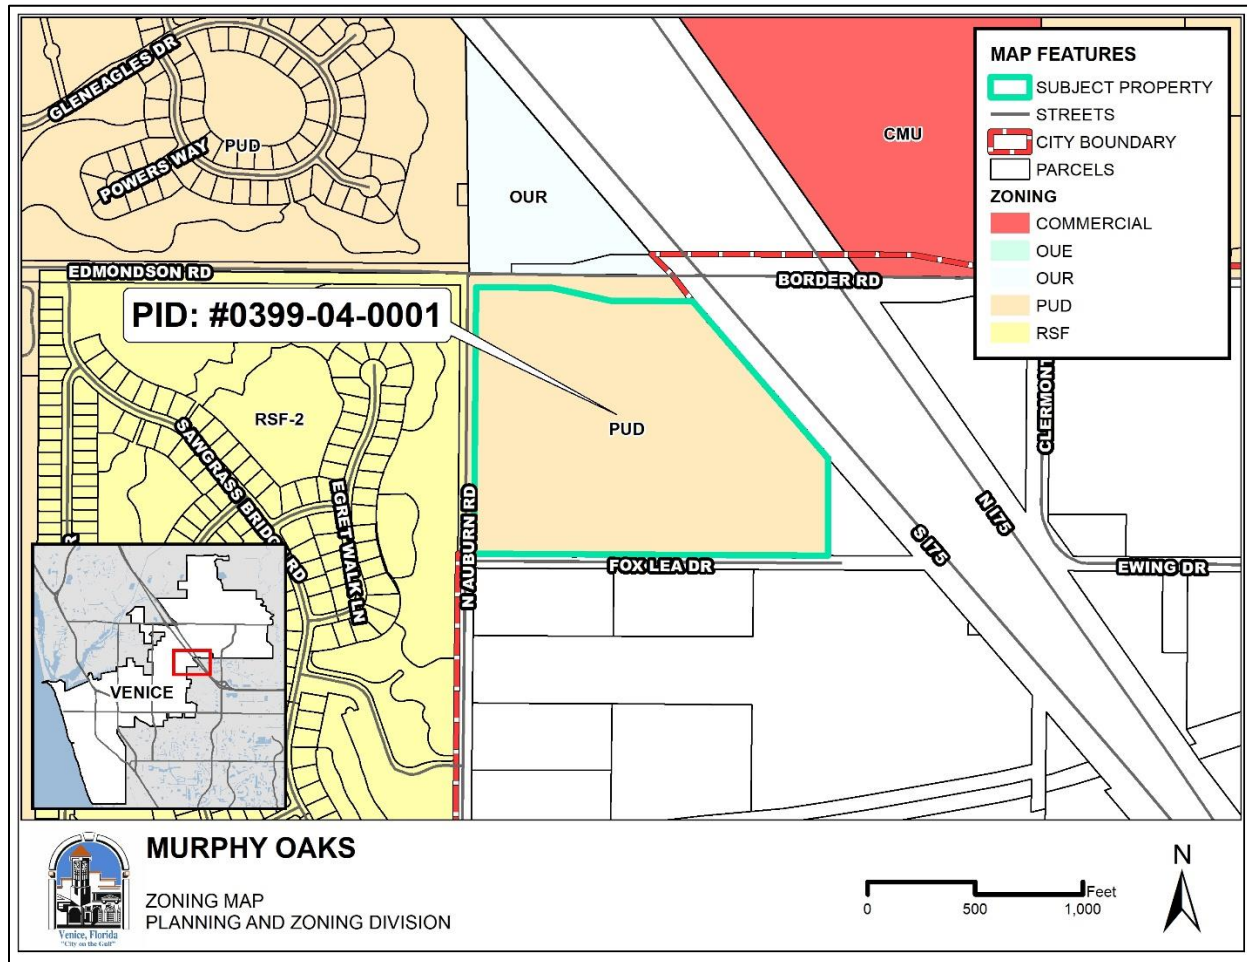 GLENEAGLES DR
PUD
POWERS WAY
OUR
CMU
MAP FEATURES
SUBJECT PROPERTY
STREETS
CITY BOUNDARY
PARCELS
ZONING
COMMERCIAL
OUE
OUR
PUD
RSF
EDMONDSON RD
BORDER RD
PID: #0399-04-0001
RSF-2
PUD
SAWGRASS BRIDGE RD
EGRET WALK LN
N AUBURN RD
FOX LEA DR
S I75
N I75
EWING DR
VENICE
MURPHY OAKS
ZONING MAP
PLANNING AND ZONING DIVISION
Venice, Florida
"City on the Gulf"
Feet
0 500 1,000
N